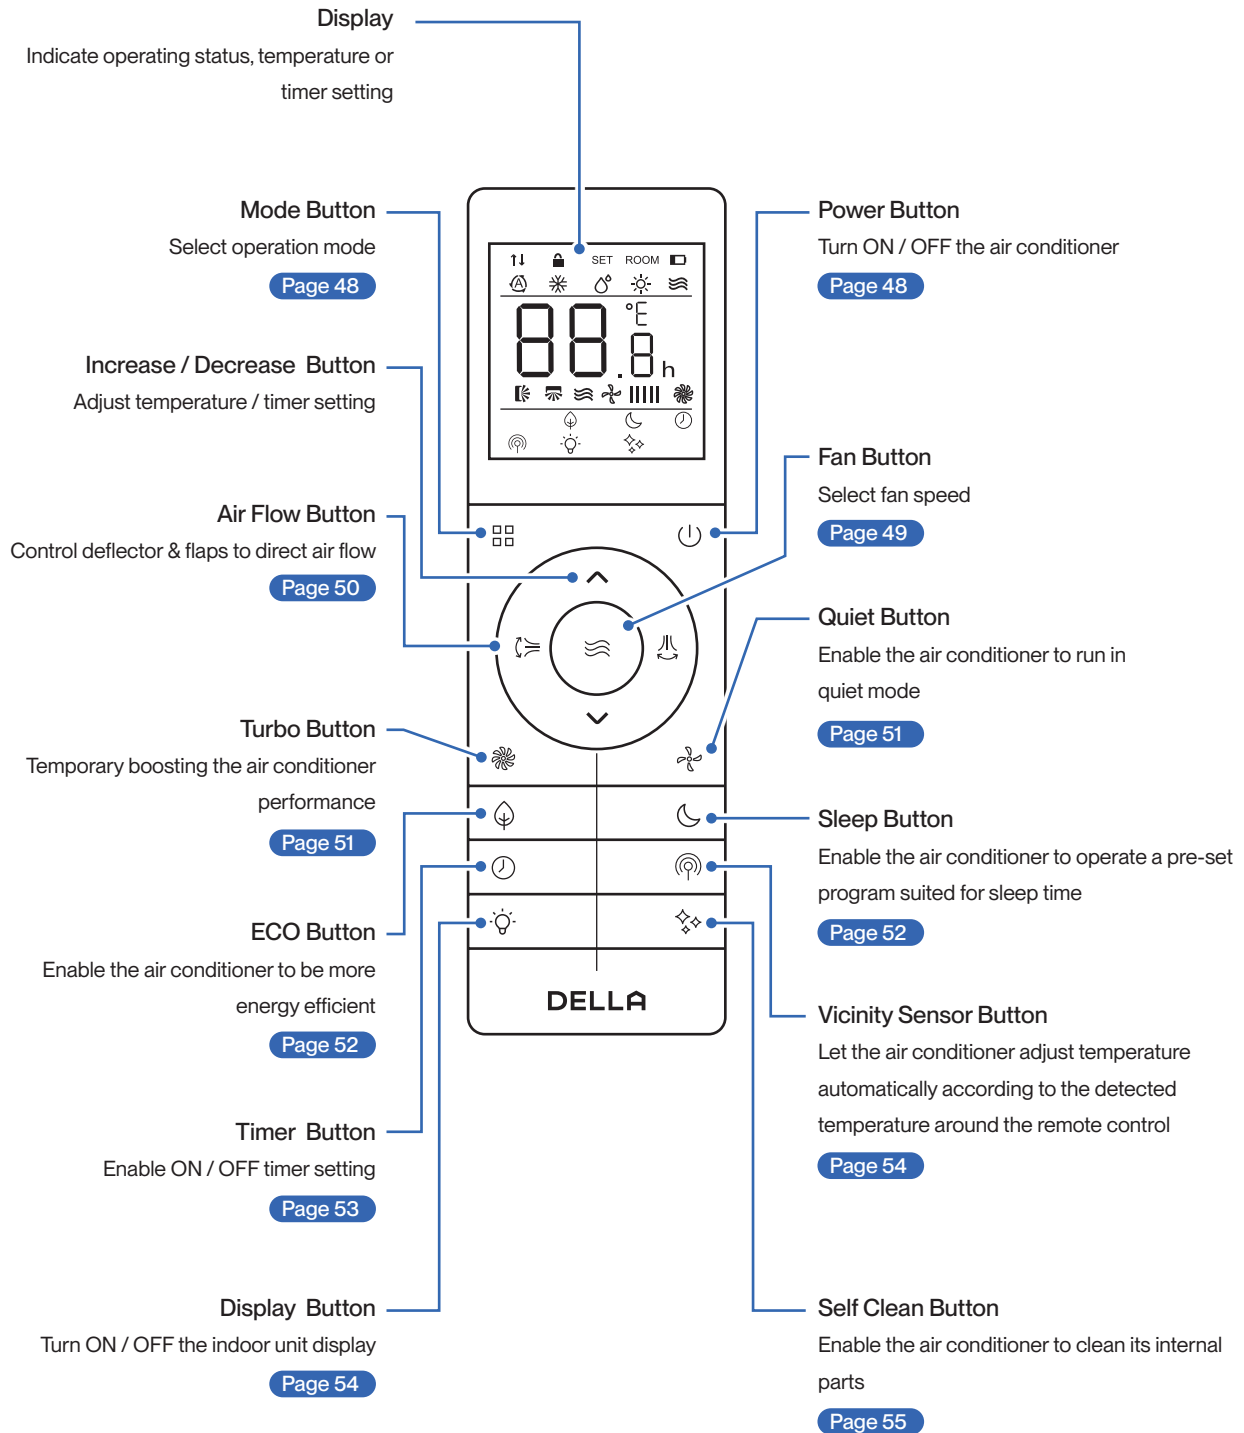 Display
Indicate operating status, temperature or
timer setting
Mode Button
Select operation mode
Page 48
Increase / Decrease Button
Adjust temperature / timer setting
Air Flow Button
Control deflector & flaps to direct air flow
Page 50
Turbo Button
Temporary boosting the air conditioner
performance
Page 51
ECO Button
Enable the air conditioner to be more
energy efficient
Page 52
Timer Button
Enable ON / OFF timer setting
Page 53
Display Button
Turn ON / OFF the indoor unit display
Page 54
SET ROOM
A
88.8h
°E
DELLA
Power Button
Turn ON / OFF the air conditioner
Page 48
Fan Button
Select fan speed
Page 49
Quiet Button
Enable the air conditioner to run in
quiet mode
Page 51
Sleep Button
Enable the air conditioner to operate a pre-set
program suited for sleep time
Page 52
Vicinity Sensor Button
Let the air conditioner adjust temperature
automatically according to the detected
temperature around the remote control
Page 54
Self Clean Button
Enable the air conditioner to clean its internal
parts
Page 55